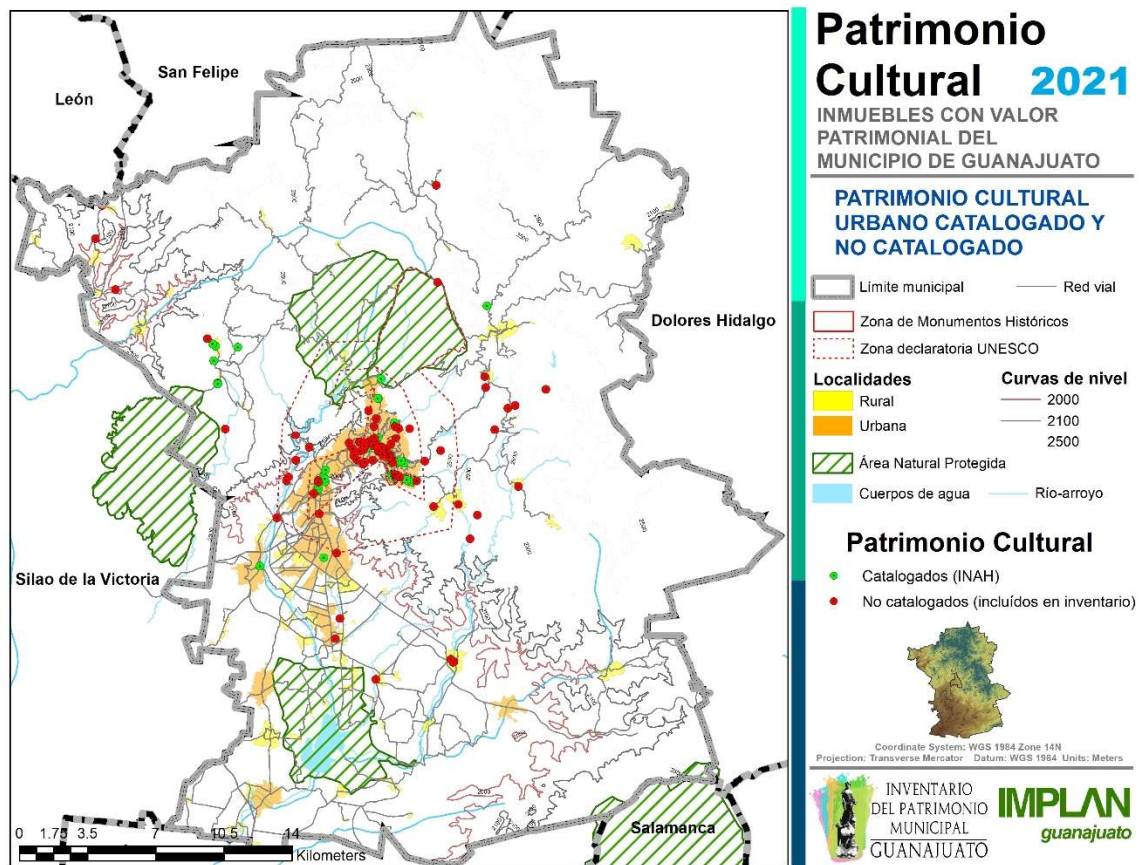 San Felipe
León
Dolores Hidalgo
Silao de la Victoria
Salamanca
0 1.75 3.5 7 10.5 14
Kilometers
Patrimonio
Cultural 2021
INMUEBLES CON VALOR
PATRIMONIAL DEL
MUNICIPIO DE GUANAJUATO
PATRIMONIO CULTURAL
URBANO CATALOGADO Y
NO CATALOGADO
Límite municipal Red vial
Zona de Monumentos Históricos
Zona declaratoria UNESCO
Localidades Curvas de nivel
Rural 2000
Urbana 2100
2500
Área Natural Protegida
Cuerpos de agua Río-arroyo
Patrimonio Cultural
Catalogados (INAH)
No catalogados (incluídos en inventario)
Coordinate System: WGS 1984 Zone 14N
Projection: Transverse Mercator Datum: WGS 1984 Units: Meters
INVENTARIO
DEL PATRIMONIO
MUNICIPAL
GUANAJUATO
IMPLAN
guanajuato